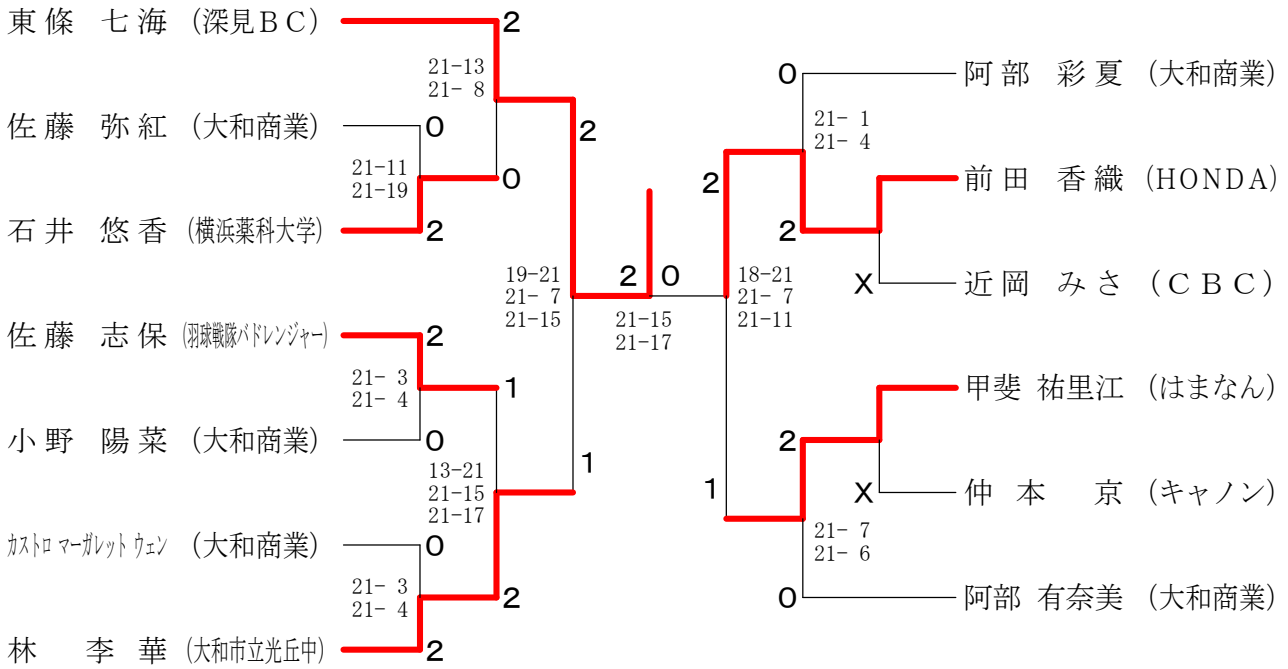 東條 七海 (深見BC)
2
21-13
21- 8
佐藤 弥紅 (大和商業)
0
21-11
21-19
0
石井 悠香 (横浜薬科大学)
2
2
19-21
21- 7
21-15
佐藤 志保 (羽球戦隊バドレンジャー)
2
21- 3
21- 4
1
小野 陽菜 (大和商業)
0
13-21
21-15
21-17
1
カストロ マーガレット ウェン (大和商業)
0
21- 3
21- 4
2
林 李華 (大和市立光丘中)
2
2 0
21-15
21-17
0
阿部 彩夏 (大和商業)
21- 1
21- 4
2
前田 香織 (HONDA)
2
18-21
21- 7
21-11
X
近岡 みさ (CBC)
甲斐 祐里江 (はまなん)
2
1
X
仲本 京 (キャノン)
21- 7
21- 6
0
阿部 有奈美 (大和商業)